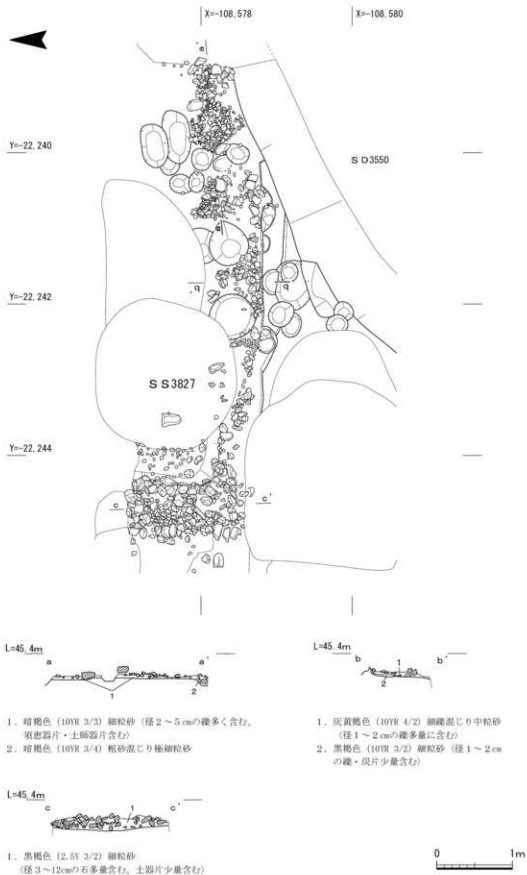 X=-108,578
X=-108,580
a'
Y=-22,240
SD3550
a
Y=-22,242
b
b'
SS3827
Y=-22,244
c
c'
L=45.4m
a
a'
1
2
1．暗褐色（10YR 3/3）細粒砂（径2～5㎝の礫多く含む，
須恵器片・土師器片含む）
2．暗褐色（10YR 3/4）粗砂混じり極細粒砂
L=45.4m
b
b'
1
2
1．灰黄褐色（10YR 4/2）細礫混じり中粒砂
（径1～2㎝の礫多量に含む）
2．黒褐色（10YR 3/2）細粒砂（径1～2㎝
の礫・炭片少量含む）
L=45.4m
c
c'
1
1．黒褐色（2.5Y 3/2）細粒砂
（径3～12㎝の石多量含む，土器片少量含む）
0
1m